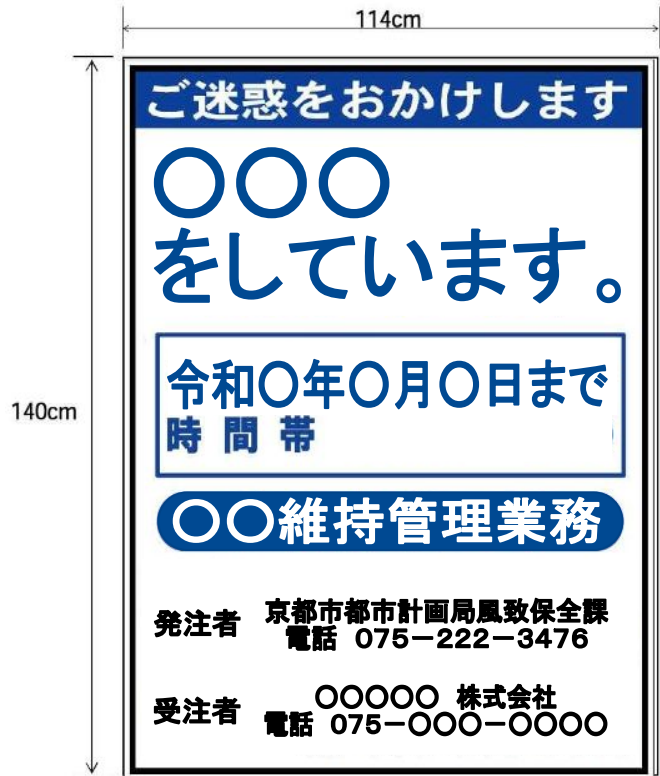 114cm
140cm
ご迷惑をおかけします
〇〇〇
をしています。
令和〇年〇月〇日まで
時間帯
〇〇維持管理業務
発注者 京都市都市計画局風致保全課
電話 075－222－3476
受注者 〇〇〇〇〇 株式会社
電話 075－〇〇〇－〇〇〇〇